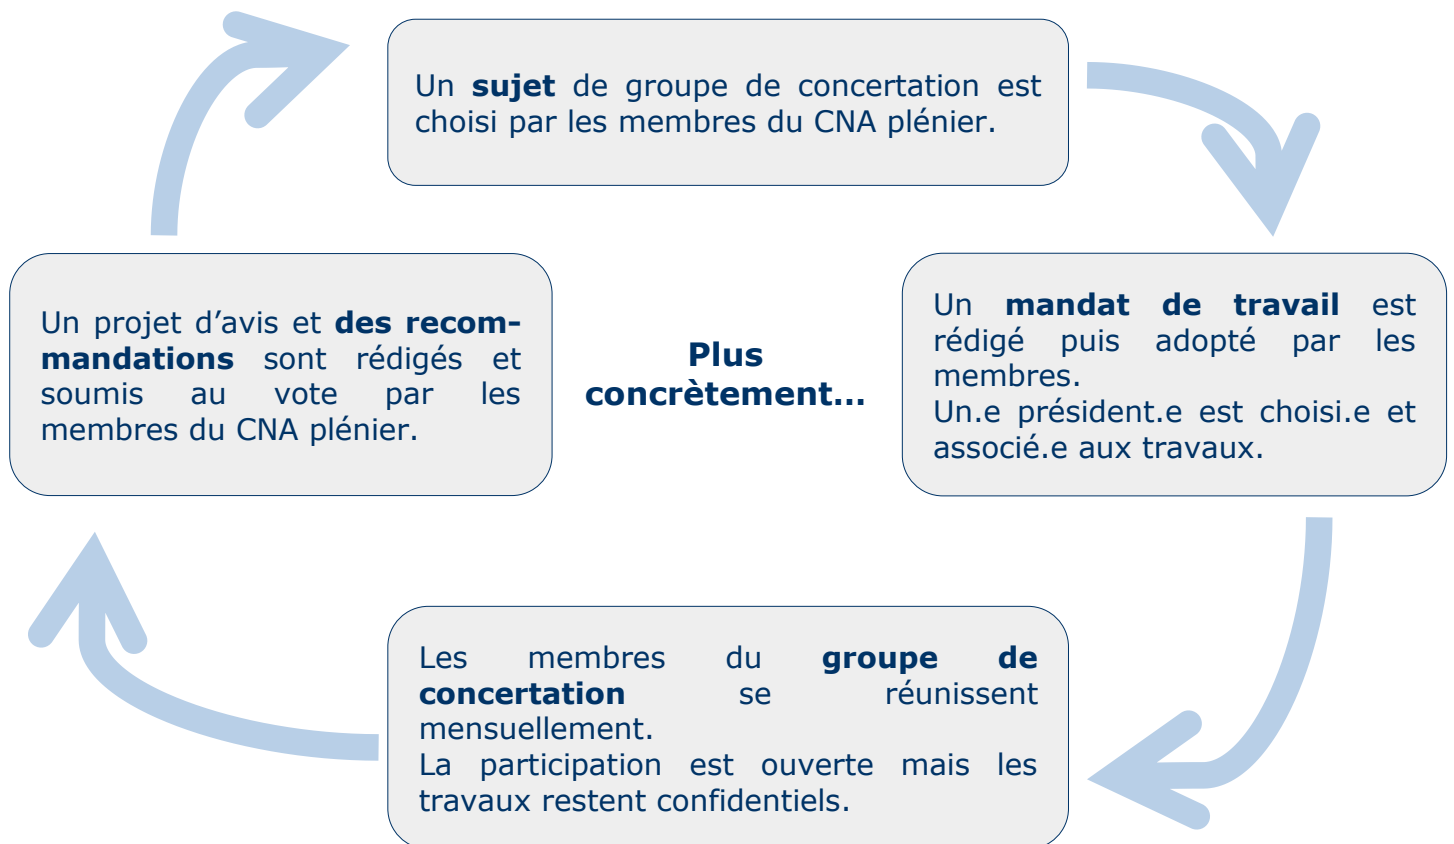 Un sujet de groupe de concertation est
choisi par les membres du CNA plénier.
Un mandat de travail est
rédigé puis adopté par les
membres.
Un.e président.e est choisi.e et
associé.e aux travaux.
Les membres du groupe de
concertation se réunissent
mensuellement.
La participation est ouverte mais les
travaux restent confidentiels.
Un projet d’avis et des recom-
mandations sont rédigés et
soumis au vote par les
membres du CNA plénier.
Plus
concrètement…